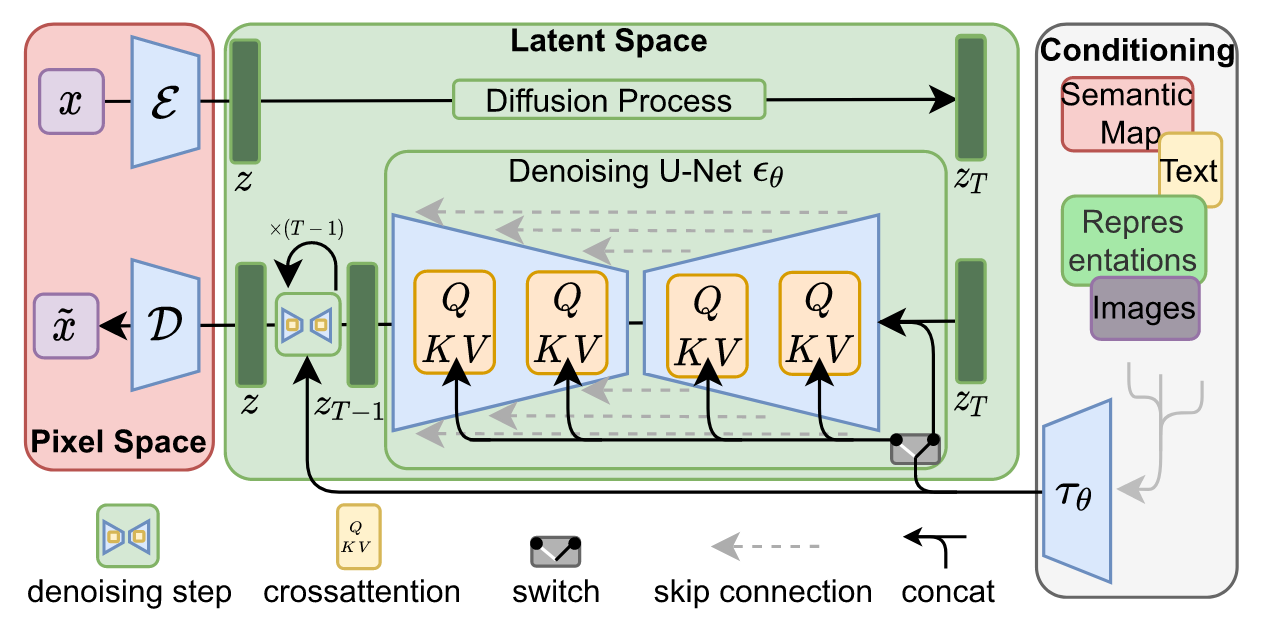 Latent Space
Conditioning
x
ℰ
Diffusion Process
Semantic
Map
Text
z
Denoising U-Net ϵ_θ
z_T
Repres
entations
Images
×(T−1)
x̃
𝒟
Q
KV
Q
KV
Q
KV
Q
KV
z
z_{T−1}
z_T
Pixel Space
τ_θ
Q
KV
denoising step
crossattention
switch
skip connection
concat